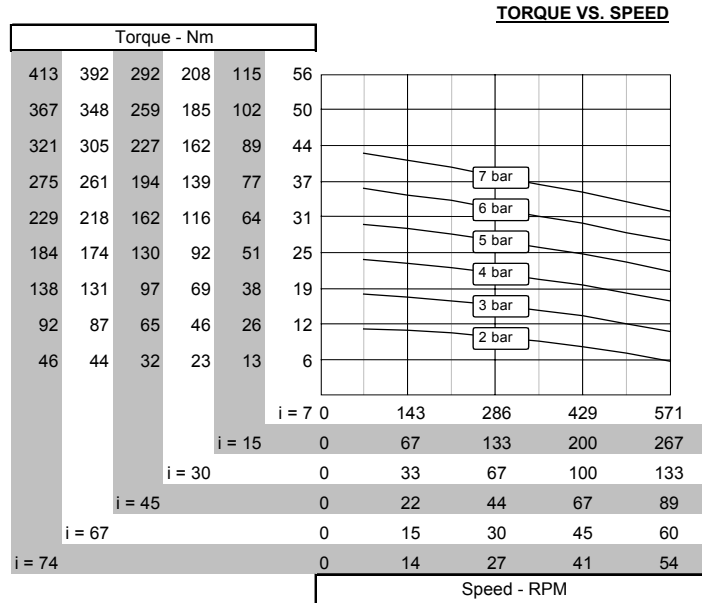 TORQUE VS. SPEED
Torque - Nm
413 392 292 208 115 56
367 348 259 185 102 50
321 305 227 162 89 44
275 261 194 139 77 37
7 bar
6 bar
229 218 162 116 64 31
5 bar
184 174 130 92 51 25
4 bar
138 131 97 69 38 19
3 bar
92 87 65 46 26 12
2 bar
46 44 32 23 13 6
i = 7 0 143 286 429 571
i = 15 0 67 133 200 267
i = 30 0 33 67 100 133
i = 45 0 22 44 67 89
i = 67 0 15 30 45 60
i = 74 0 14 27 41 54
Speed - RPM